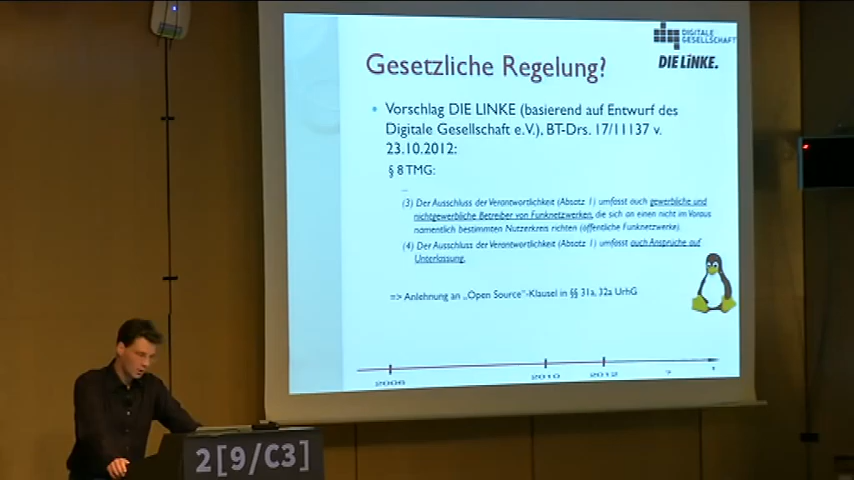 DIGITALE
GESELLSCHAFT
DIE LINKE.
Gesetzliche Regelung?
• Vorschlag DIE LINKE (basierend auf Entwurf des
Digitale Gesellschaft e.V.), BT-Drs. 17/11137 v.
23.10.2012:
§ 8 TMG:
...
(3) Der Ausschluss der Verantwortlichkeit (Absatz 1) umfasst auch gewerbliche und
nichtgewerbliche Betreiber von Funknetzwerken, die sich an einen nicht im Voraus
namentlich bestimmten Nutzerkreis richten (öffentliche Funknetzwerke).
(4) Der Ausschluss der Verantwortlichkeit (Absatz 1) umfasst auch Ansprüche auf
Unterlassung.
=> Anlehnung an „Open Source"-Klausel in §§ 31a, 32a UrhG
2006 2010 2012 ?
2[9/C3]